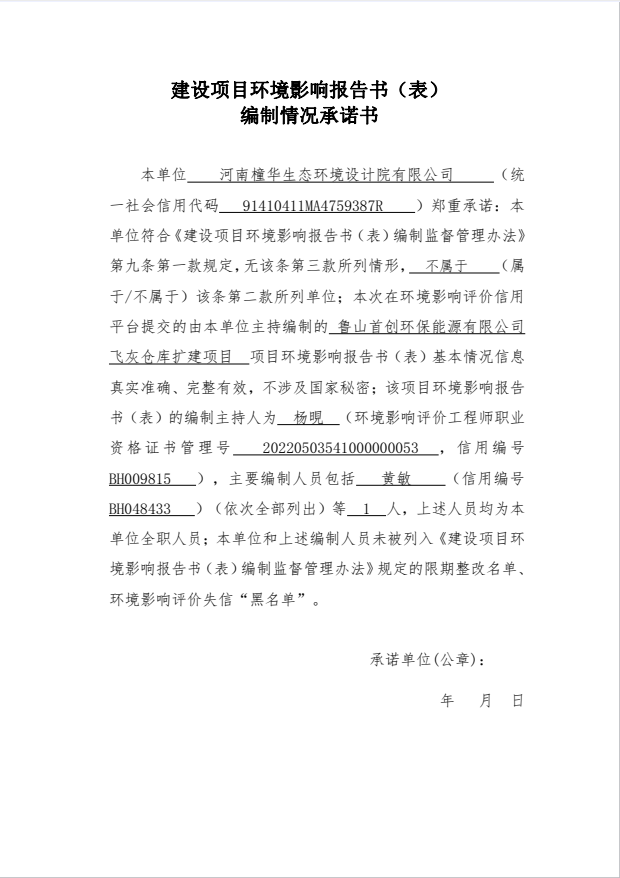 建设项目环境影响报告书（表）
编制情况承诺书
本单位 河南橦华生态环境设计院有限公司 （统
一社会信用代码 91410411MA4759387R ）郑重承诺：本
单位符合《建设项目环境影响报告书（表）编制监督管理办法》
第九条第一款规定，无该条第三款所列情形， 不属于 （属
于/不属于）该条第二款所列单位；本次在环境影响评价信用
平台提交的由本单位主持编制的 鲁山首创环保能源有限公司
飞灰仓库扩建项目 项目环境影响报告书（表）基本情况信息
真实准确、完整有效，不涉及国家秘密；该项目环境影响报告
书（表）的编制主持人为 杨晛 （环境影响评价工程师职业
资格证书管理号 20220503541000000053 ，信用编号
BH009815 ），主要编制人员包括 黄敏 （信用编号
BH048433 ）（依次全部列出）等 1 人，上述人员均为本
单位全职人员；本单位和上述编制人员未被列入《建设项目环
境影响报告书（表）编制监督管理办法》规定的限期整改名单、
环境影响评价失信“黑名单”。
承诺单位(公章)：
年 月 日